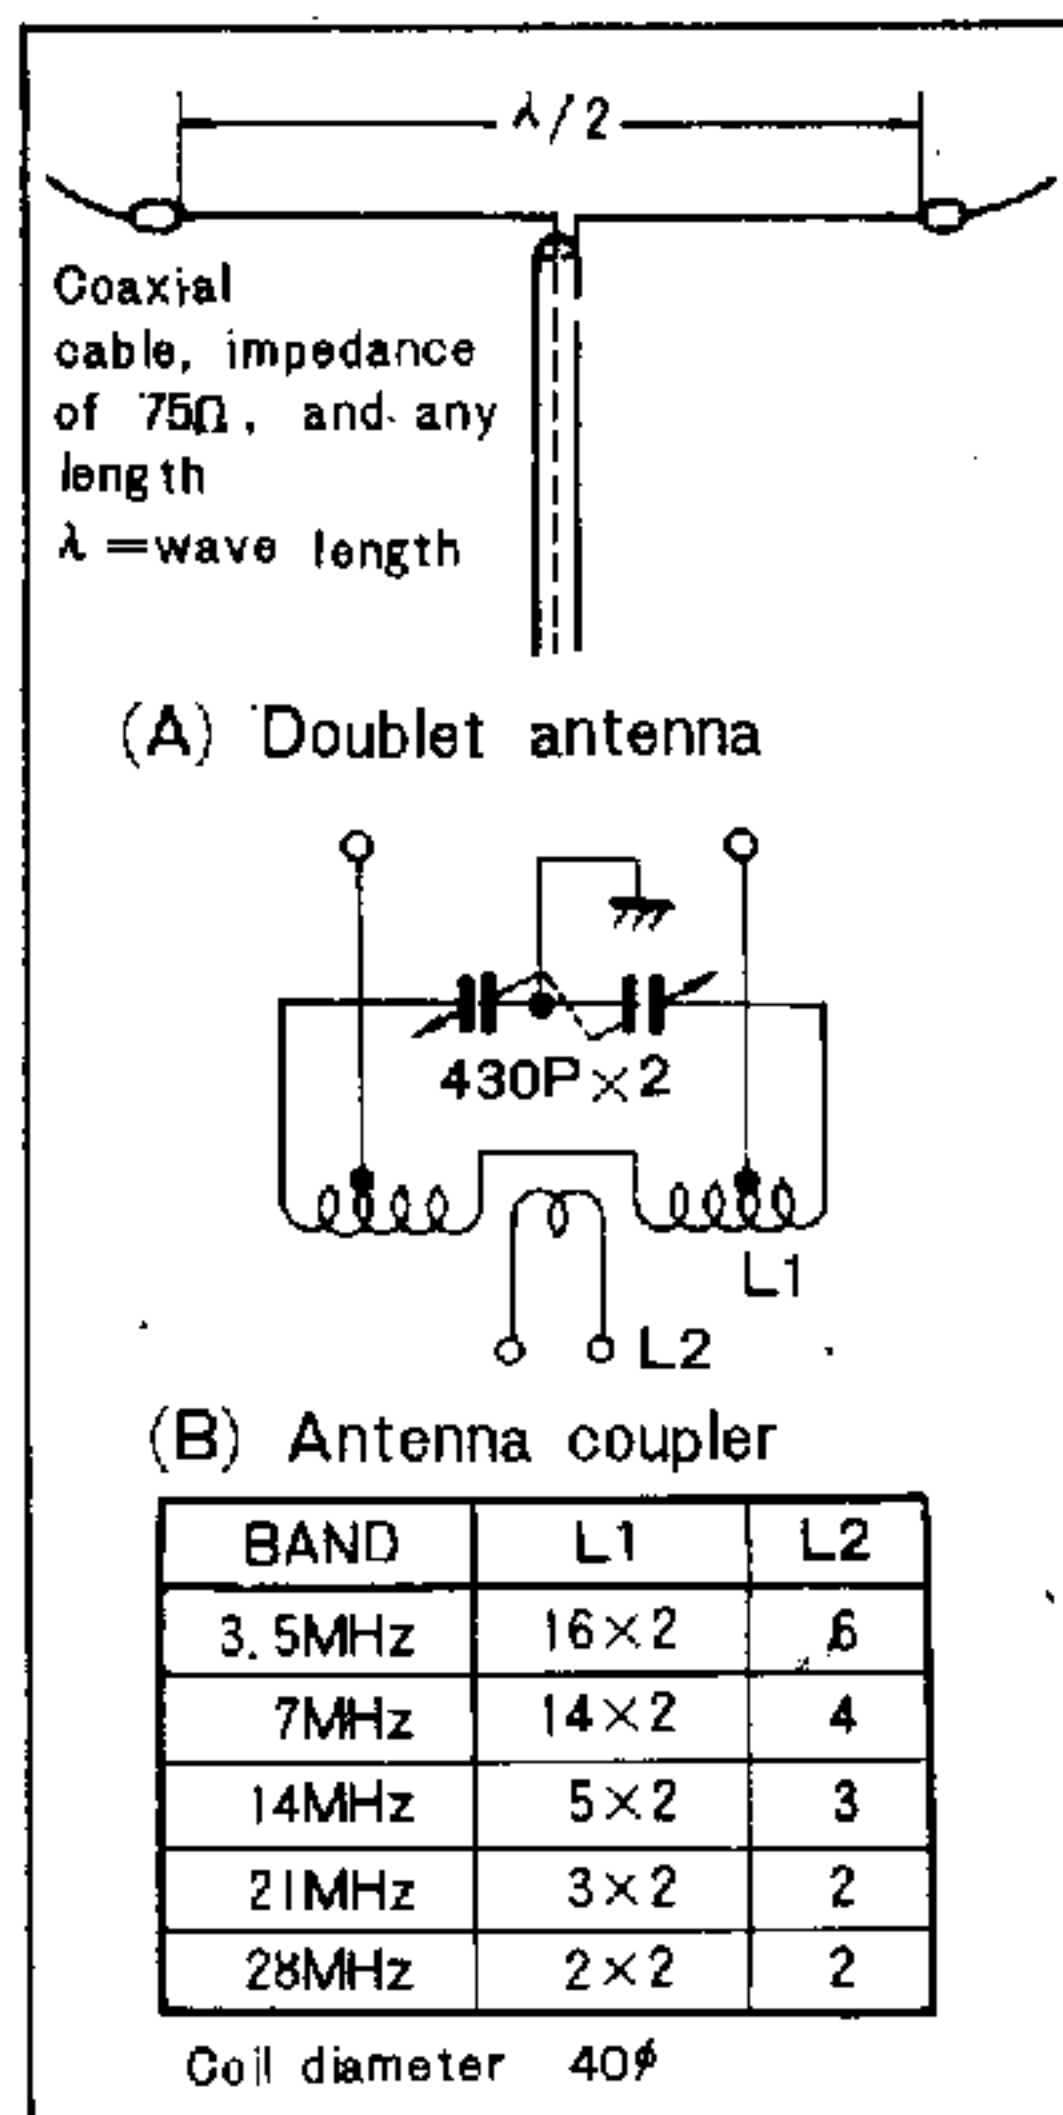 λ/2
Coaxial
cable, impedance
of 75Ω, and any
length
λ = wave length
(A) Doublet antenna
430P×2
L1
L2
(B) Antenna coupler
BAND L1 L2
3.5MHz 16×2 6
7MHz 14×2 4
14MHz 5×2 3
21MHz 3×2 2
28MHz 2×2 2
Coil diameter 40ϕ